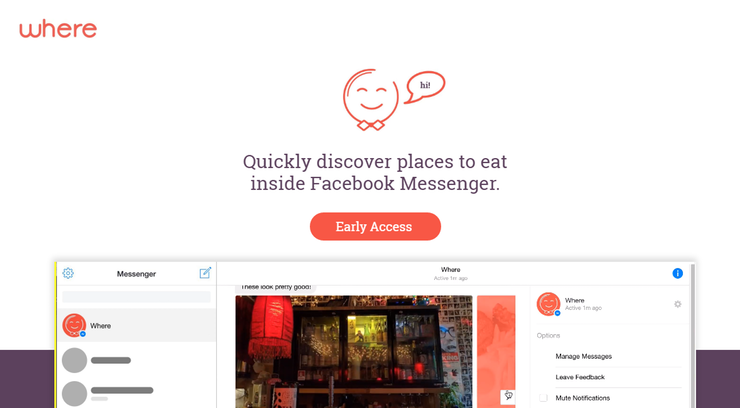 where
hi!
Quickly discover places to eat
inside Facebook Messenger.
Early Access
Messenger
Where
Active 1m ago
i
These look pretty good!
Where
Where
Active 1m ago
Options
Manage Messages
Leave Feedback
Mute Notifications